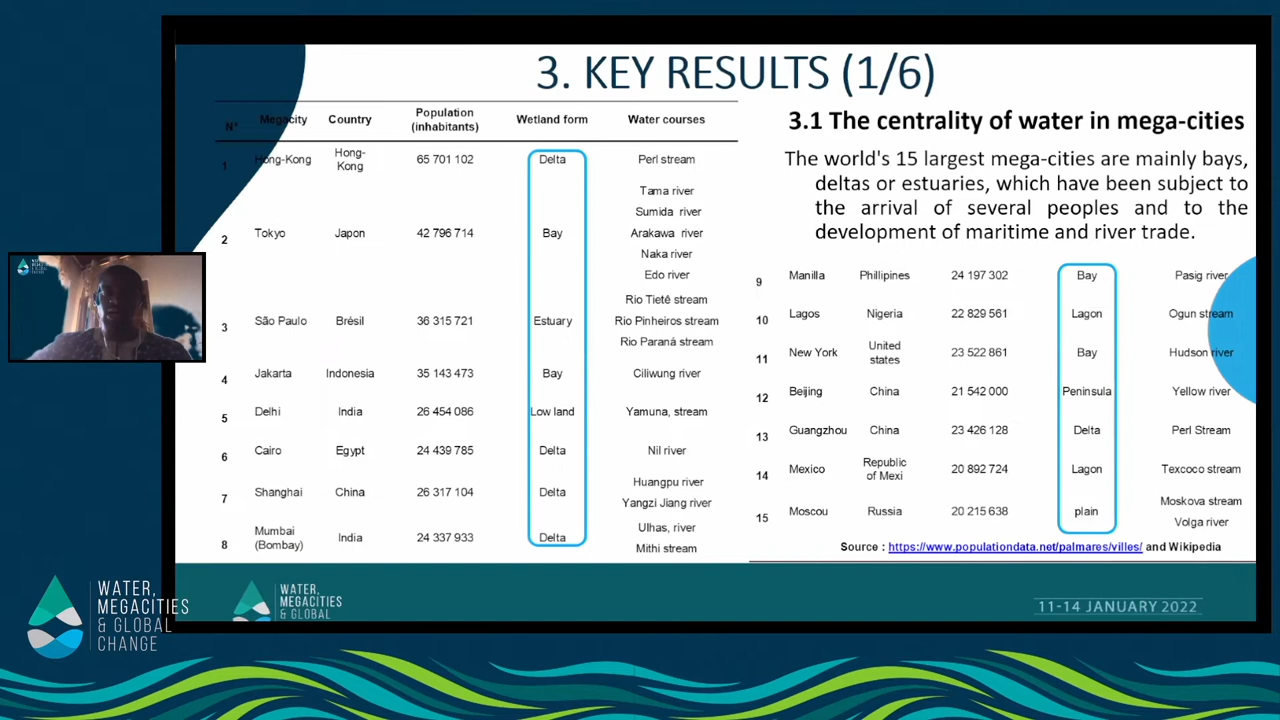 3. KEY RESULTS (1/6)
N° Megacity Country Population (inhabitants) Wetland form Water courses
1 Hong-Kong Hong-Kong 65 701 102 Delta Perl stream
2 Tokyo Japon 42 796 714 Bay Tama river
Sumida river
Arakawa river
Naka river
Edo river
3 São Paulo Brésil 36 315 721 Estuary Rio Tietê stream
Rio Pinheiros stream
Rio Paraná stream
4 Jakarta Indonesia 35 143 473 Bay Ciliwung river
5 Delhi India 26 454 086 Low land Yamuna, stream
6 Cairo Egypt 24 439 785 Delta Nil river
7 Shanghai China 26 317 104 Delta Huangpu river
Yangzi Jiang river
8 Mumbai (Bombay) India 24 337 933 Delta Ulhas, river
Mithi stream
3.1 The centrality of water in mega-cities
The world's 15 largest mega-cities are mainly bays,
deltas or estuaries, which have been subject to
the arrival of several peoples and to the
development of maritime and river trade.
9 Manilla Phillipines 24 197 302 Bay Pasig river
10 Lagos Nigeria 22 829 561 Lagon Ogun stream
11 New York United states 23 522 861 Bay Hudson river
12 Beijing China 21 542 000 Peninsula Yellow river
13 Guangzhou China 23 426 128 Delta Perl Stream
14 Mexico Republic of Mexi 20 892 724 Lagon Texcoco stream
15 Moscou Russia 20 215 638 plain Moskova stream
Volga river
Source : https://www.populationdata.net/palmares/villes/ and Wikipedia
WATER,
MEGACITIES
& GLOBAL
11-14 JANUARY 2022
WATER,
MEGACITIES
& GLOBAL
CHANGE